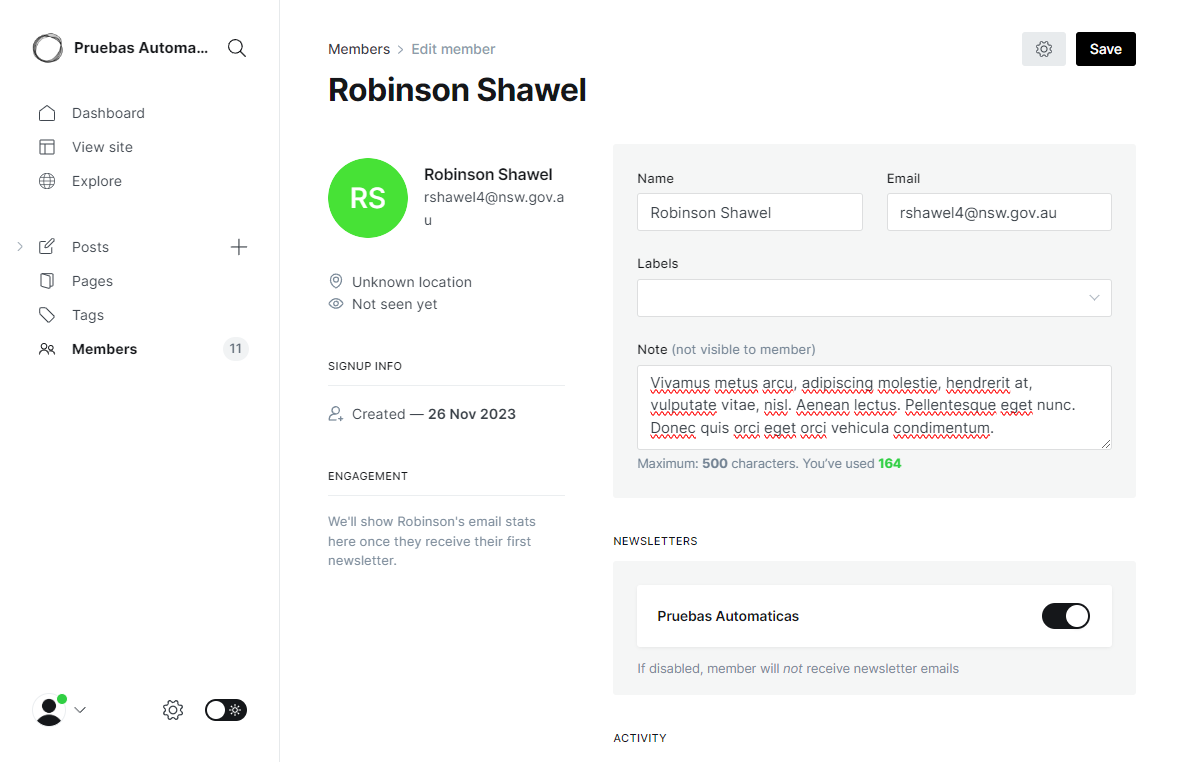 Pruebas Automa...
Dashboard
View site
Explore
Posts
Pages
Tags
Members
11
Members > Edit member
Save
Robinson Shawel
RS
Robinson Shawel
rshawel4@nsw.gov.a
u
Unknown location
Not seen yet
SIGNUP INFO
Created — 26 Nov 2023
ENGAGEMENT
We'll show Robinson's email stats
here once they receive their first
newsletter.
Name
Email
Robinson Shawel
rshawel4@nsw.gov.au
Labels
Note (not visible to member)
Vivamus metus arcu, adipiscing molestie, hendrerit at,
vulputate vitae, nisl. Aenean lectus. Pellentesque eget nunc.
Donec quis orci eget orci vehicula condimentum.
Maximum: 500 characters. You've used 164
NEWSLETTERS
Pruebas Automaticas
If disabled, member will not receive newsletter emails
ACTIVITY